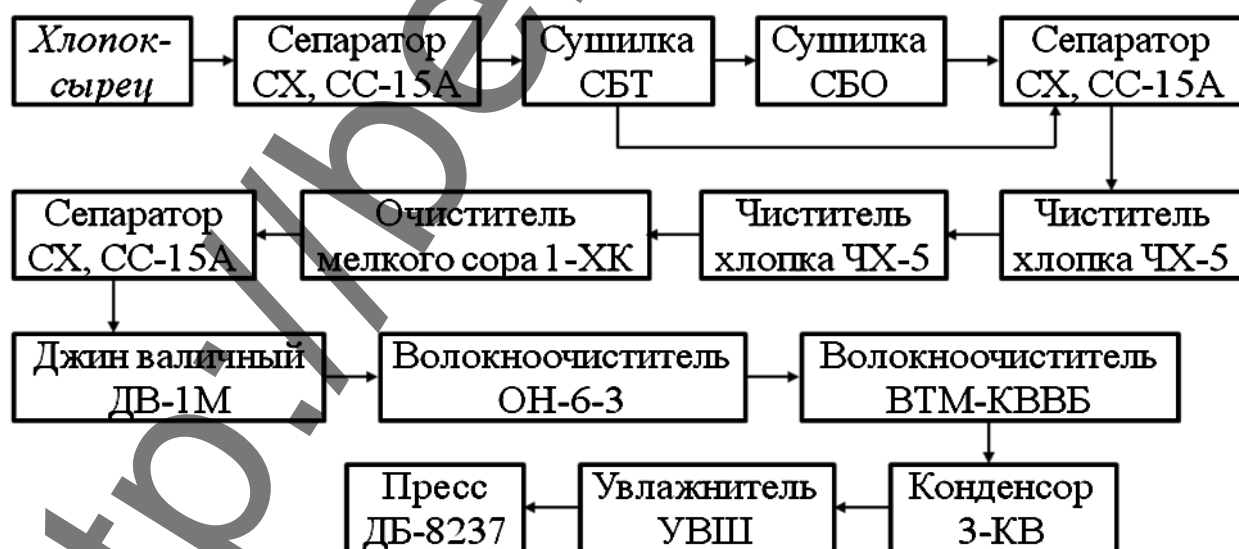 Хлопок-
сырец
Сепаратор
СХ, СС-15А
Сушилка
СБТ
Сушилка
СБО
Сепаратор
СХ, СС-15А
Сепаратор
СХ, СС-15А
Очиститель
мелкого сора 1-ХК
Чиститель
хлопка ЧХ-5
Чиститель
хлопка ЧХ-5
Джин валичный
ДВ-1М
Волокноочиститель
ОН-6-3
Волокноочиститель
ВТМ-КВВБ
Пресс
ДБ-8237
Увлажнитель
УВШ
Конденсор
3-КВ